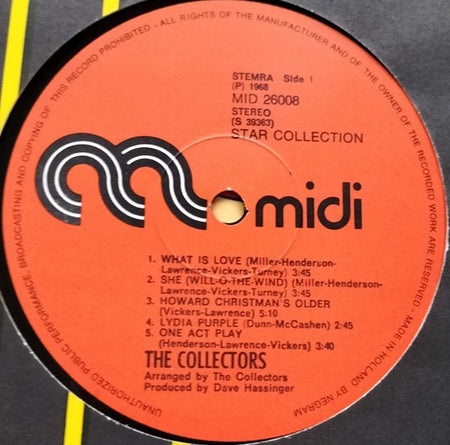 UNAUTHORIZED PUBLIC PERFORMANCE, BROADCASTING AND COPYING OF THIS RECORD PROHIBITED - ALL RIGHTS OF THE MANUFACTURER AND OF THE OWNER OF THE RECORDED WORK ARE RESERVED - MADE IN HOLLAND BY NEGRAM
STEMRA Side 1
(P) 1968
MID 26008
STEREO
(S 39363)
STAR COLLECTION
midi
1. WHAT IS LOVE (Miller-Henderson-
Lawrence-Vickers-Turney) 3:45
2. SHE (WILL-O-THE-WIND) (Miller-Henderson-
Lawrence-Vickers-Turney) 3:45
3. HOWARD CHRISTMAN'S OLDER
(Vickers-Lawrence) 5:10
4. LYDIA PURPLE (Dunn-McCashen) 2:45
5. ONE ACT PLAY
(Henderson-Lawrence-Vickers) 3:40
THE COLLECTORS
Arranged by The Collectors
Produced by Dave Hassinger